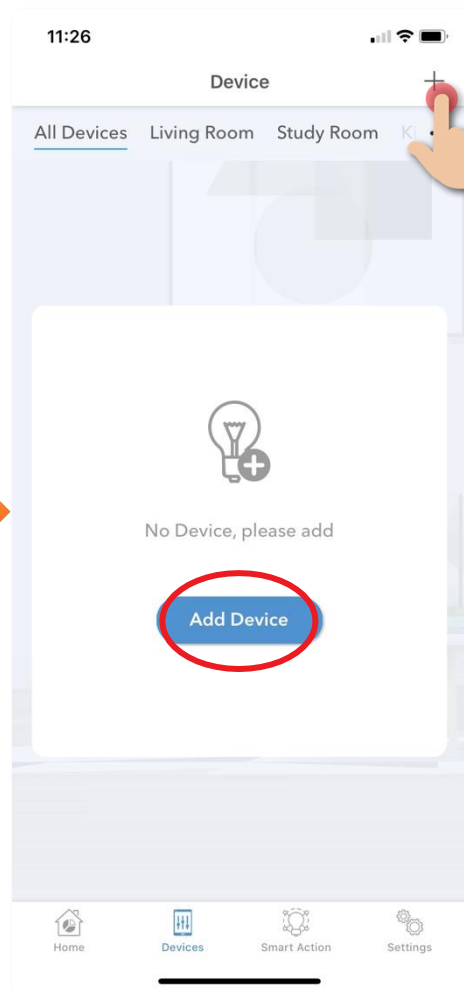 11:26
Device
All Devices Living Room Study Room
No Device, please add
Add Device
Home Devices Smart Action Settings